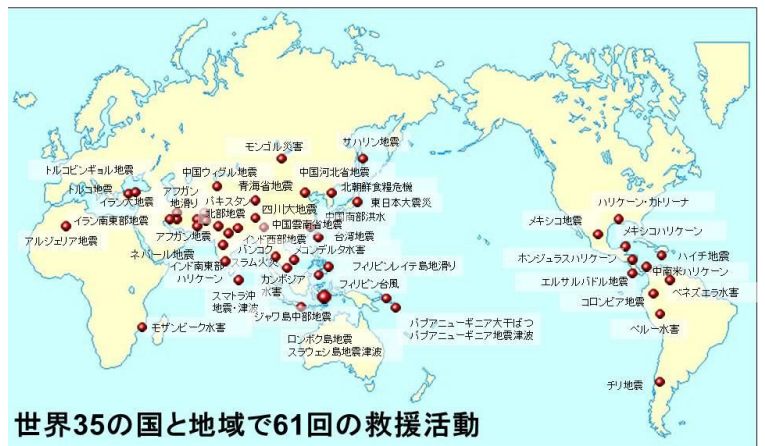 モンゴル災害
サハリン地震
トルコビンギョル地震
中国ウィグル地震
中国河北省地震
トルコ地震
アフガン
地滑り
青海省地震
北朝鮮食糧危機
イラン大地震
パキスタン
北部地震
四川大地震
東日本大震災
ハリケーン・カトリーナ
イラン南東部地震
中国雲南省地震
中国南部洪水
メキシコ地震
メキシコハリケーン
アルジェリア地震
アフガン地震
インド西部地震
台湾地震
ネパール地震
バンコク
スラム火災
メコンデルタ水害
ホンジュラスハリケーン
ハイチ地震
インド南東部
ハリケーン
カンボジア
水害
フィリピンレイテ島地滑り
中南米ハリケーン
エルサルバドル地震
フィリピン台風
ベネズエラ水害
スマトラ沖
地震・津波
コロンビア地震
ジャワ島中部地震
モザンビーク水害
パプアニューギニア大干ばつ
パプアニューギニア地震津波
ペルー水害
ロンボク島地震
スラウェシ島地震津波
チリ地震
世界35の国と地域で61回の救援活動